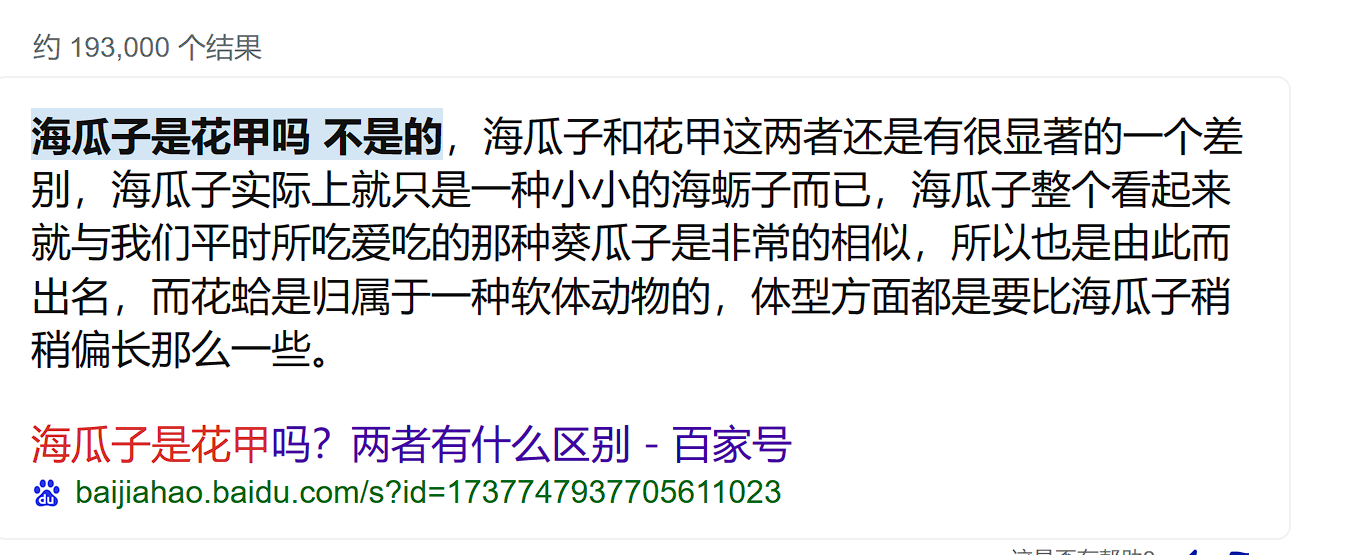 约 193,000 个结果
海瓜子是花甲吗 不是的，海瓜子和花甲这两者还是有很显著的一个差
别，海瓜子实际上就只是一种小小的海蛎子而已，海瓜子整个看起来
就与我们平时所吃爱吃的那种葵瓜子是非常的相似，所以也是由此而
出名，而花蛤是归属于一种软体动物的，体型方面都是要比海瓜子稍
稍偏长那么一些。
海瓜子是花甲吗？两者有什么区别 - 百家号
du baijiahao.baidu.com/s?id=1737747937705611023